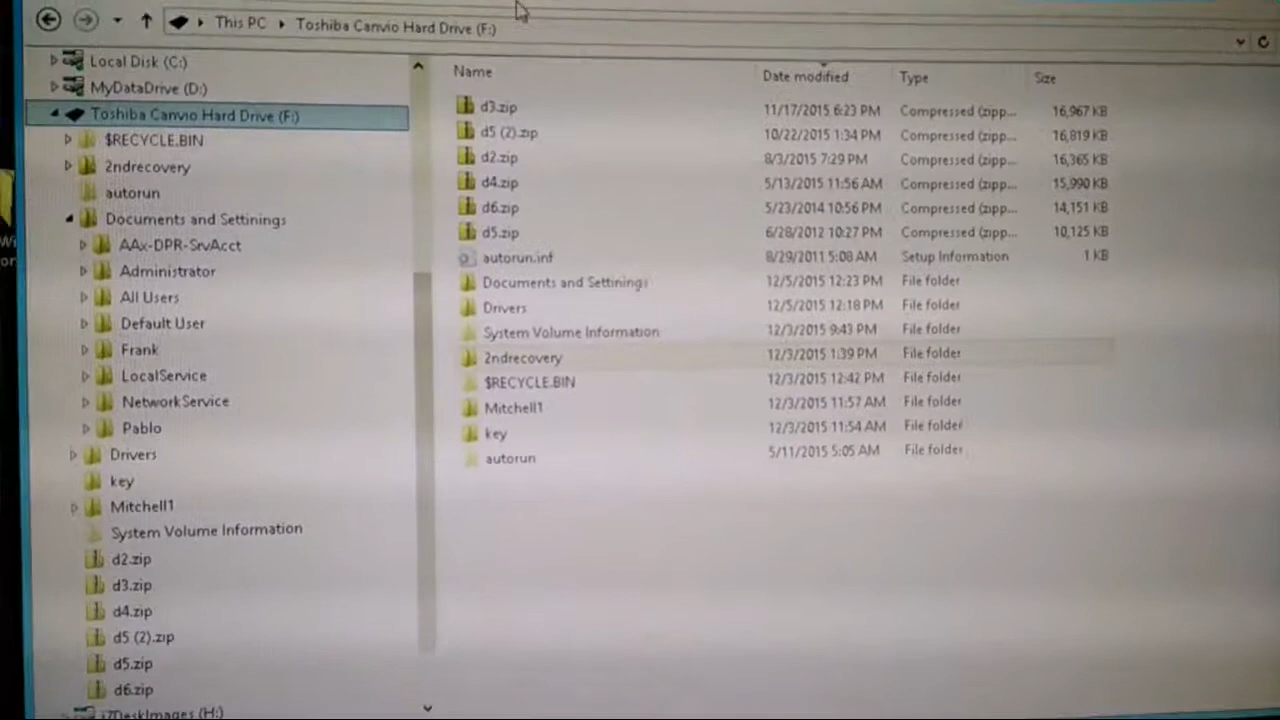 This PC Toshiba Canvio Hard Drive (F:)
Local Disk (C:)
MyDataDrive (D:)
Toshiba Canvio Hard Drive (F:)
$RECYCLE.BIN
2ndrecovery
autorun
Documents and Settinings
AAx-DPR-SrvAcct
Administrator
All Users
Default User
Frank
LocalService
NetworkService
Pablo
Drivers
key
Mitchell1
System Volume Information
d2.zip
d3.zip
d4.zip
d5 (2).zip
d5.zip
d6.zip
i7DeskImages (H:)
Name Date modified Type Size
d3.zip 11/17/2015 6:23 PM Compressed (zipp... 16,967 KB
d5 (2).zip 10/22/2015 1:34 PM Compressed (zipp... 16,819 KB
d2.zip 8/3/2015 7:29 PM Compressed (zipp... 16,365 KB
d4.zip 5/13/2015 11:56 AM Compressed (zipp... 15,990 KB
d6.zip 5/23/2014 10:56 PM Compressed (zipp... 14,151 KB
d5.zip 6/28/2012 10:27 PM Compressed (zipp... 10,125 KB
autorun.inf 8/29/2011 5:08 AM Setup Information 1 KB
Documents and Settinings 12/5/2015 12:23 PM File folder
Drivers 12/5/2015 12:18 PM File folder
System Volume Information 12/3/2015 9:43 PM File folder
2ndrecovery 12/3/2015 1:39 PM File folder
$RECYCLE.BIN 12/3/2015 12:42 PM File folder
Mitchell1 12/3/2015 11:57 AM File folder
key 12/3/2015 11:54 AM File folder
autorun 5/11/2015 5:05 AM File folder